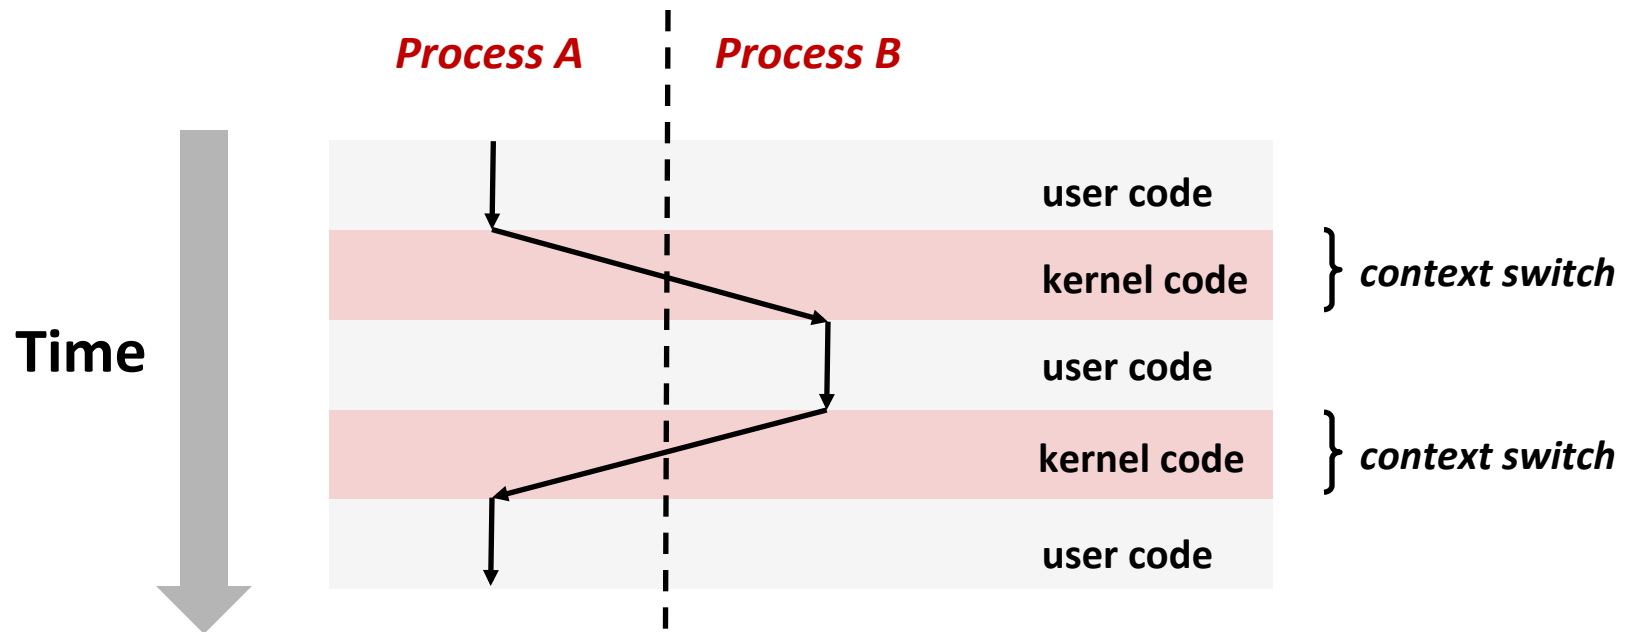 Process A
Process B
user code
kernel code
context switch
Time
user code
kernel code
context switch
user code